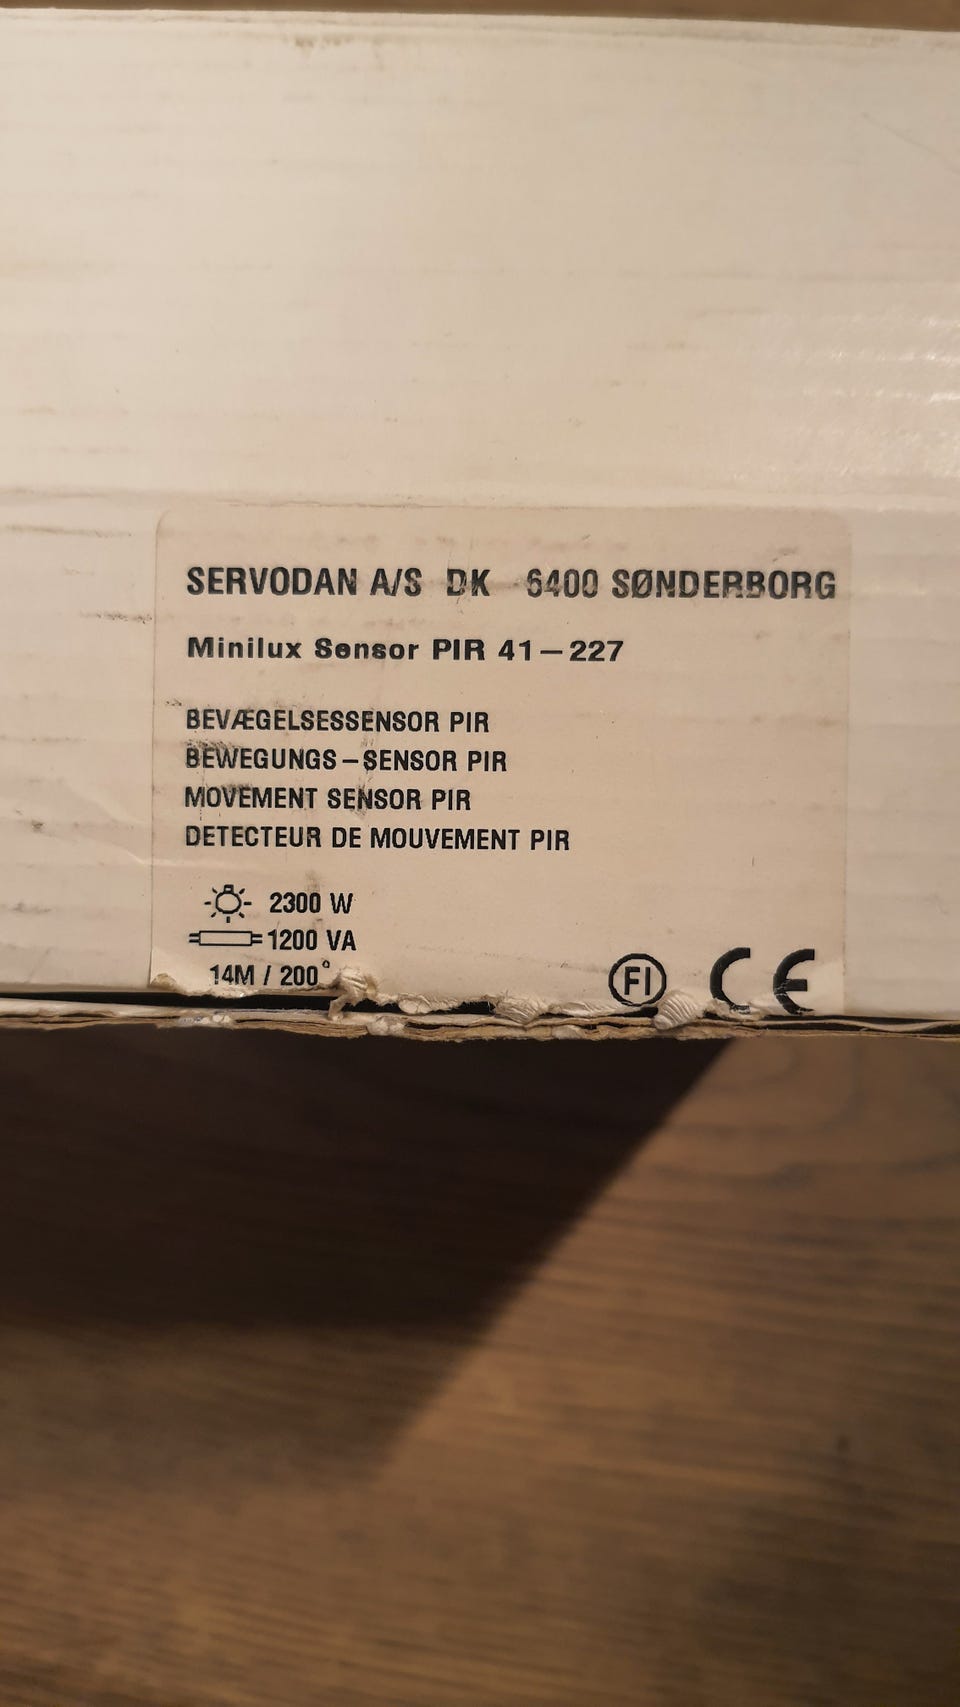 SERVODAN A/S DK 6400 SØNDERBORG
Minilux Sensor PIR 41-227
BEVÆGELSESSENSOR PIR
BEWEGUNGS-SENSOR PIR
MOVEMENT SENSOR PIR
DETECTEUR DE MOUVEMENT PIR
2300 W
1200 VA
14M / 200°
FI CE